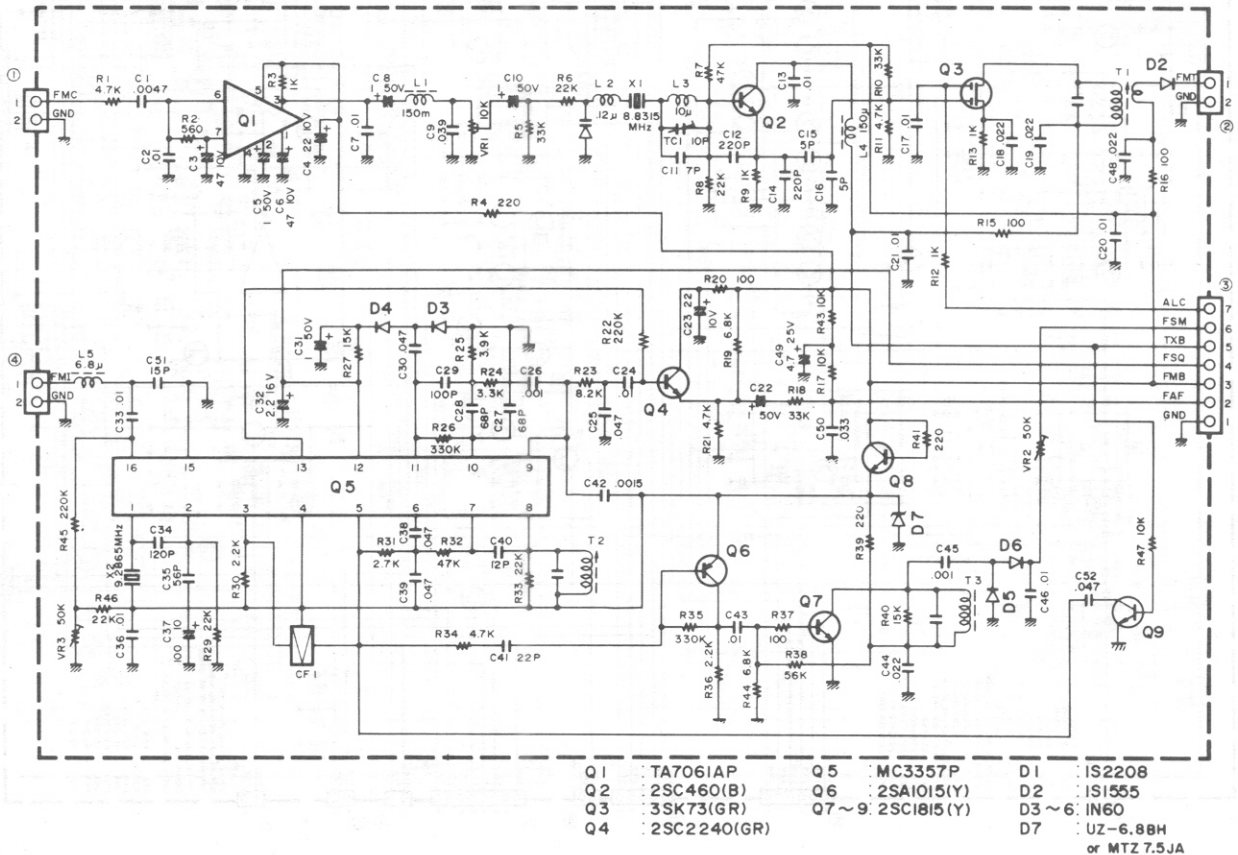 ①
1 FMC
2 GND
R1 4.7K
C1 .0047
R2 560
C2 .01
C3 47 10V
6 7 5 3 4 2
Q1
R3 1K
C5 1 50V
C6 47 10V
C4 22 10V
C7 .01
C8 1 50V
L1 150m
C9 .039
VR1 10K
C10 1 50V
R5 33K
R6 22K
L2 .12μ
X1 8.8315 MHz
L3 10μ
TC1 10P
C11 7P
R7 47K
R8 22K
C12 220P
Q2
R9 1K
C13 .01
C14 220P
C15 5P
C16 5P
L4 150μ
R10 33K
R11 4.7K
C17 .01
Q3
R13 1K
C18 .022
C19 .022
T1
D2
FMT 1
GND 2
②
C48 .022
R16 100
R4 220
R15 100
C21 .01
R12 1K
C20 .01
③
ALC 7
FSM 6
TXB 5
FSQ 4
FMB 3
FAF 2
GND 1
④
1 FMI
2 GND
L5 6.8μ
C51 15P
C33 .01
C31 1 50V
C32 2.2 16V
R27 15K
D4
D3
C30 .047
R25 3.9K
C29 100P
R24 3.3K
C26 .001
C28 68P
C27 68P
R26 330K
R23 8.2K
C25 .047
C24 .01
R22 220K
Q4
C23 22 10V
R20 100
R19 6.8K
R21 4.7K
C22 1 50V
R18 33K
C49 4.7 25V
R43 10K
R17 10K
C50 .033
R41 220
Q8
VR2 50K
16 15 13 12 11 10 9
Q5
1 2 3 4 5 6 7 8
R45 220K
VR3 50K
R46 22K
X2 9.2865MHz
C36 .01
C34 120P
C35 56P
C37 100 10
R29 22K
R30 2.2K
CF1
R31 2.7K
C38 .047
C39 .047
R32 47K
C40 12P
R33 22K
T2
R34 4.7K
C41 22P
C42 .0015
Q6
R35 330K
R36 2.2K
C43 .01
R37 100
R38 56K
R44 6.8K
Q7
R39 220
D7
C45 .001
D6
R40 15K
T3
D5
C44 .022
C46 .01
C52 .047
R47 10K
Q9
Q1 : TA7061AP Q5 : MC3357P D1 : IS2208
Q2 : 2SC460(B) Q6 : 2SA1015(Y) D2 : IS1555
Q3 : 3SK73(GR) Q7～9 : 2SC1815(Y) D3～6 : IN60
Q4 : 2SC2240(GR) D7 : UZ-6.8BH
or MTZ 7.5JA